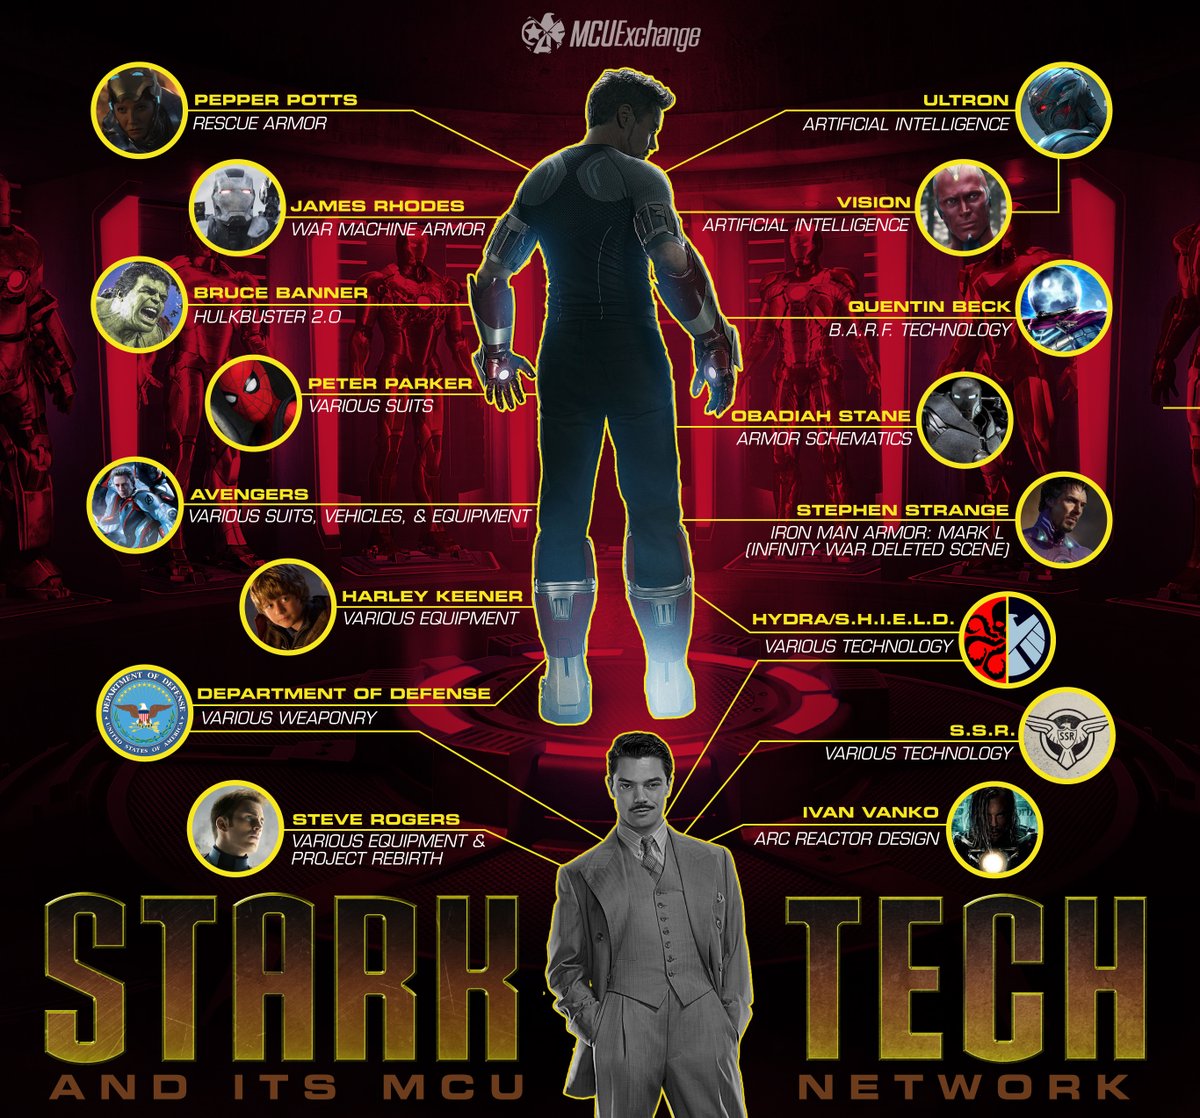 MCUExchange
PEPPER POTTS
RESCUE ARMOR
ULTRON
ARTIFICIAL INTELLIGENCE
JAMES RHODES
WAR MACHINE ARMOR
VISION
ARTIFICIAL INTELLIGENCE
BRUCE BANNER
HULKBUSTER 2.0
QUENTIN BECK
B.A.R.F. TECHNOLOGY
PETER PARKER
VARIOUS SUITS
OBADIAH STANE
ARMOR SCHEMATICS
AVENGERS
VARIOUS SUITS, VEHICLES, & EQUIPMENT
STEPHEN STRANGE
IRON MAN ARMOR: MARK L
(INFINITY WAR DELETED SCENE)
HARLEY KEENER
VARIOUS EQUIPMENT
HYDRA/S.H.I.E.L.D.
VARIOUS TECHNOLOGY
DEPARTMENT OF DEFENSE
UNITED STATES OF AMERICA
DEPARTMENT OF DEFENSE
VARIOUS WEAPONRY
S.S.R.
VARIOUS TECHNOLOGY
SSR
STEVE ROGERS
VARIOUS EQUIPMENT &
PROJECT REBIRTH
IVAN VANKO
ARC REACTOR DESIGN
STARK TECH
AND ITS MCU NETWORK